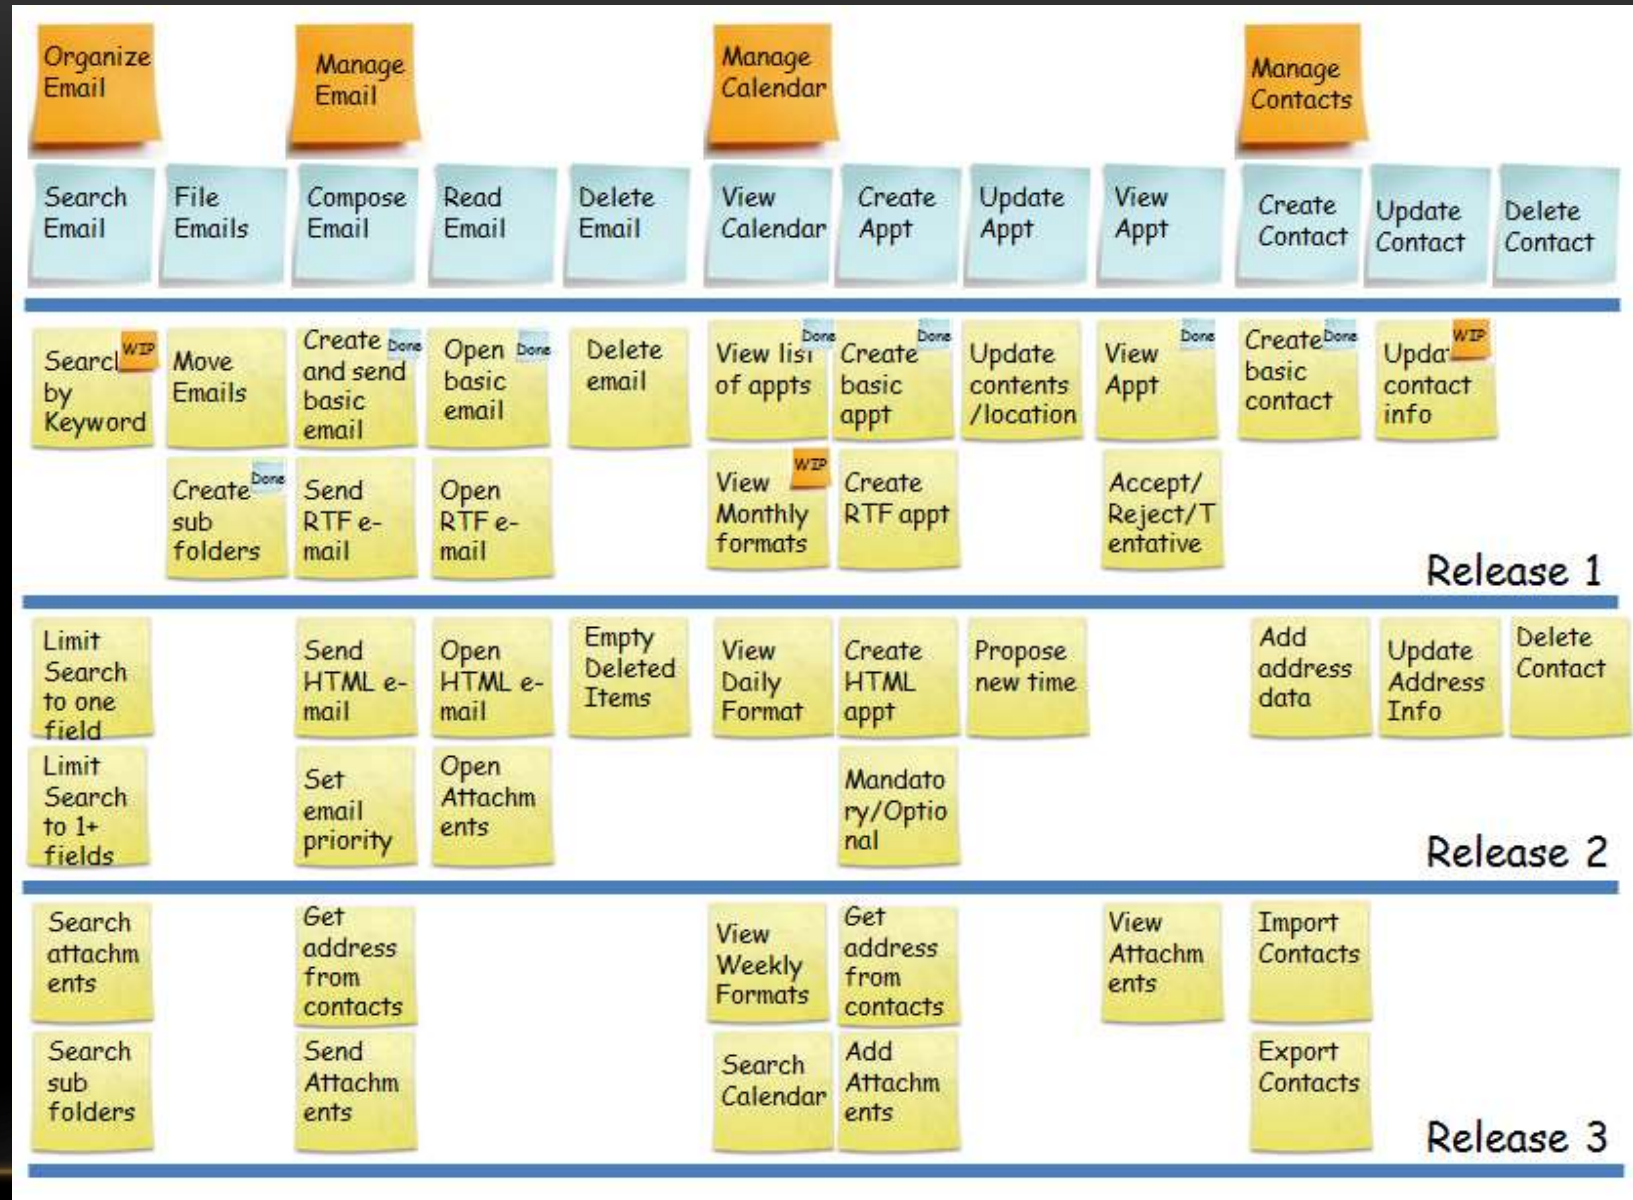 Organize
Email
Manage
Email
Manage
Calendar
Manage
Contacts
Search
Email
File
Emails
Compose
Email
Read
Email
Delete
Email
View
Calendar
Create
Appt
Update
Appt
View
Appt
Create
Contact
Update
Contact
Delete
Contact
Searc
by
Keyword
WIP
Move
Emails
Create
and send
basic
email
Done
Open
basic
email
Done
Delete
email
View list
of appts
Done
Create
basic
appt
Done
Update
contents
/location
View
Appt
Done
Create
basic
contact
Done
Updat
contact
info
WIP
Create
sub
folders
Done
Send
RTF e-
mail
Open
RTF e-
mail
View
Monthly
formats
WIP
Create
RTF appt
Accept/
Reject/T
entative
Release 1
Limit
Search
to one
field
Send
HTML e-
mail
Open
HTML e-
mail
Empty
Deleted
Items
View
Daily
Format
Create
HTML
appt
Propose
new time
Add
address
data
Update
Address
Info
Delete
Contact
Limit
Search
to 1+
fields
Set
email
priority
Open
Attachm
ents
Mandato
ry/Optio
nal
Release 2
Search
attachm
ents
Get
address
from
contacts
View
Weekly
Formats
Get
address
from
contacts
View
Attachm
ents
Import
Contacts
Search
sub
folders
Send
Attachm
ents
Search
Calendar
Add
Attachm
ents
Export
Contacts
Release 3